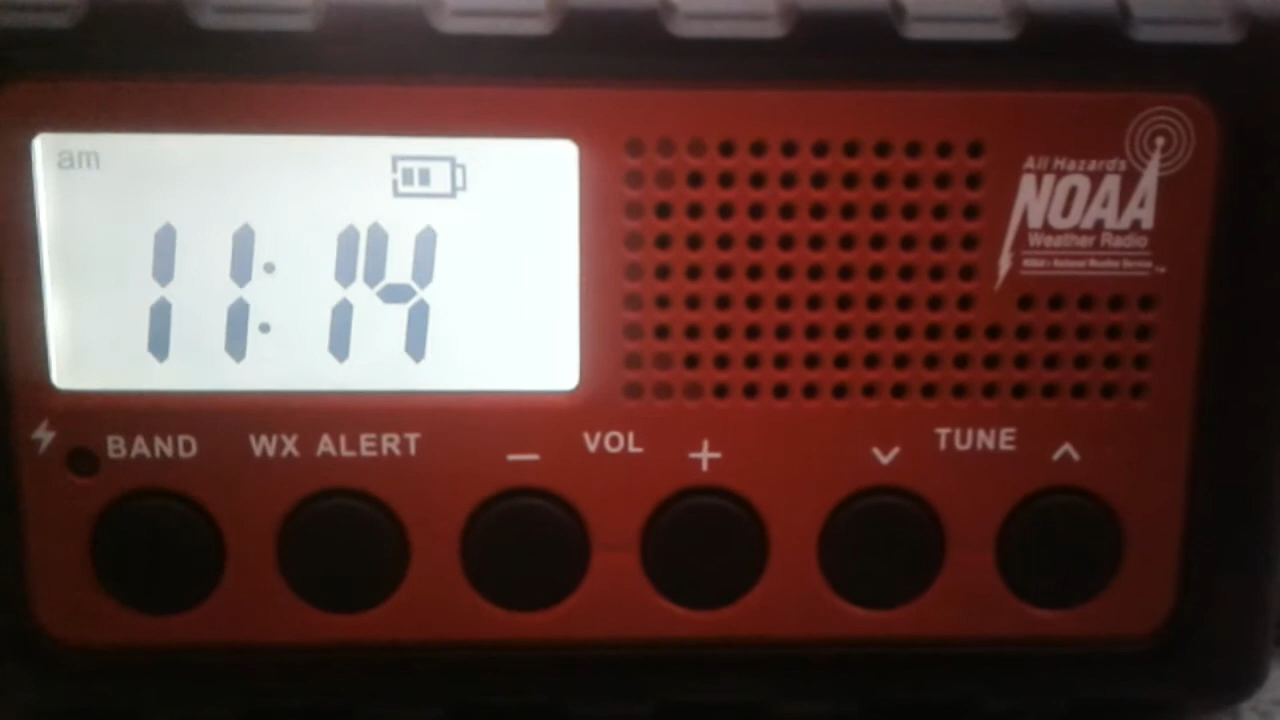 am
11:14
All Hazards
NOAA
Weather Radio
BAND
WX ALERT
− VOL +
TUNE